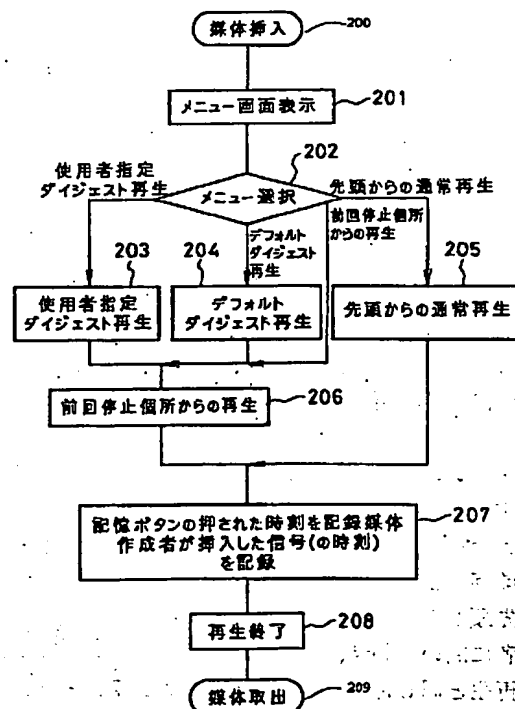 媒体挿入
200
メニュー画面表示
201
202
使用者指定
ダイジェスト再生
メニュー選択
先頭からの通常再生
前回停止個所
からの再生
デフォルト
ダイジェスト
再生
203
204
205
使用者指定
ダイジェスト再生
デフォルト
ダイジェスト再生
先頭からの通常再生
前回停止個所からの再生
206
記憶ボタンの押された時刻を記録媒体
作成者が挿入した信号(の時刻)
を記録
207
再生終了
208
媒体取出
209